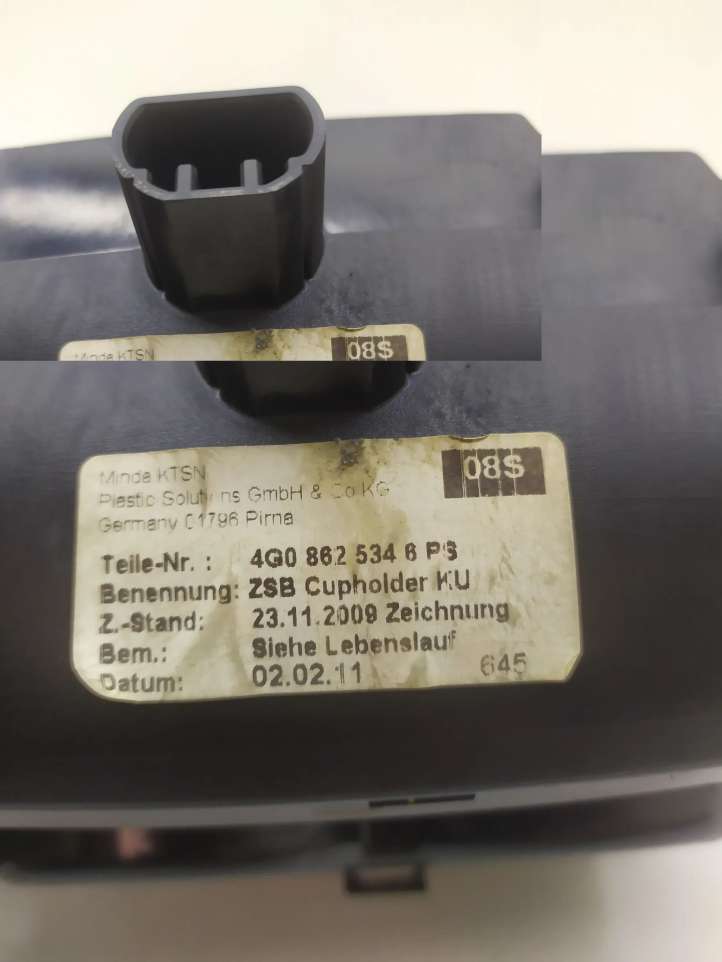 Minda KTSN
08S
Minda KTSN
08S
Plastic Solutions GmbH & Co KG
Germany 01796 Pirna
Teile-Nr. : 4G0 862 534 6 PS
Benennung: ZSB Cupholder KU
Z.-Stand: 23.11.2009 Zeichnung
Bem.: Siehe Lebenslauf
Datum: 02.02.11
645